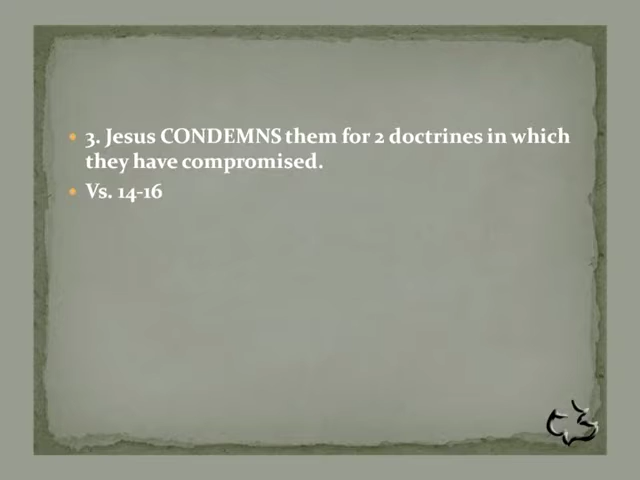 3. Jesus CONDEMNS them for 2 doctrines in which
they have compromised.
Vs. 14-16